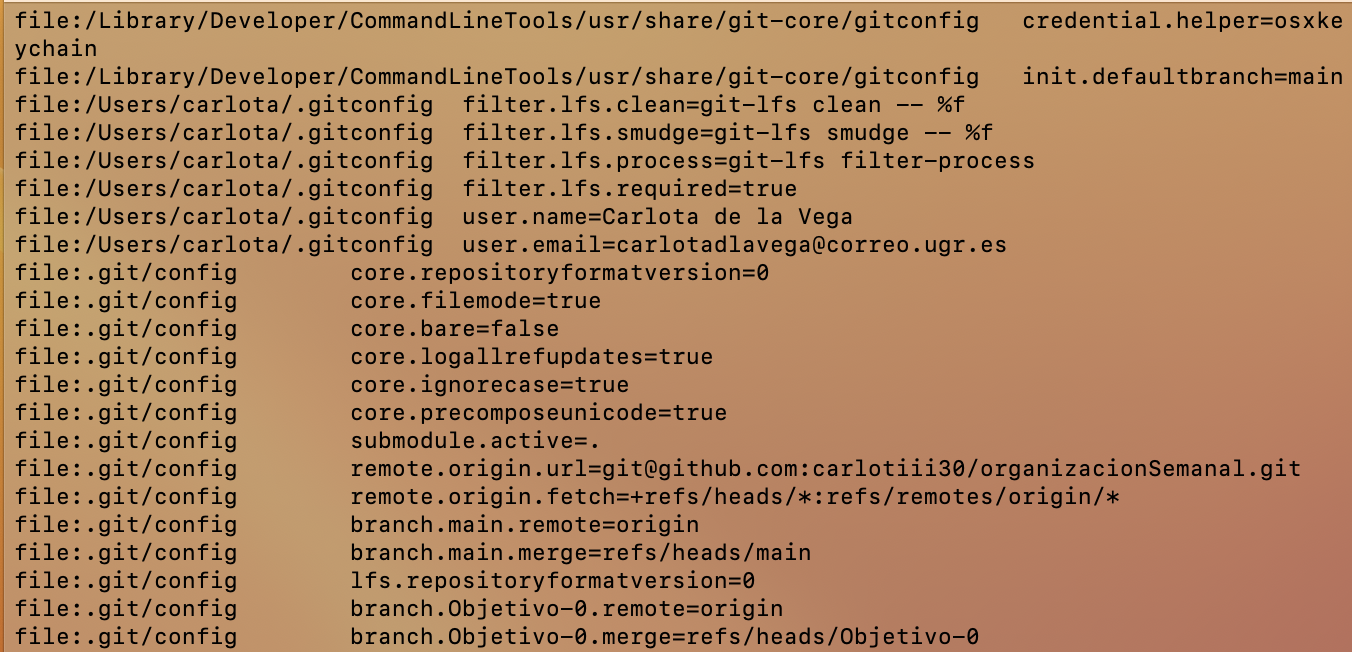 file:/Library/Developer/CommandLineTools/usr/share/git-core/gitconfig   credential.helper=osxke
ychain
file:/Library/Developer/CommandLineTools/usr/share/git-core/gitconfig   init.defaultbranch=main
file:/Users/carlota/.gitconfig  filter.lfs.clean=git-lfs clean -- %f
file:/Users/carlota/.gitconfig  filter.lfs.smudge=git-lfs smudge -- %f
file:/Users/carlota/.gitconfig  filter.lfs.process=git-lfs filter-process
file:/Users/carlota/.gitconfig  filter.lfs.required=true
file:/Users/carlota/.gitconfig  user.name=Carlota de la Vega
file:/Users/carlota/.gitconfig  user.email=carlotadlavega@correo.ugr.es
file:.git/config        core.repositoryformatversion=0
file:.git/config        core.filemode=true
file:.git/config        core.bare=false
file:.git/config        core.logallrefupdates=true
file:.git/config        core.ignorecase=true
file:.git/config        core.precomposeunicode=true
file:.git/config        submodule.active=.
file:.git/config        remote.origin.url=git@github.com:carlotiii30/organizacionSemanal.git
file:.git/config        remote.origin.fetch=+refs/heads/*:refs/remotes/origin/*
file:.git/config        branch.main.remote=origin
file:.git/config        branch.main.merge=refs/heads/main
file:.git/config        lfs.repositoryformatversion=0
file:.git/config        branch.Objetivo-0.remote=origin
file:.git/config        branch.Objetivo-0.merge=refs/heads/Objetivo-0